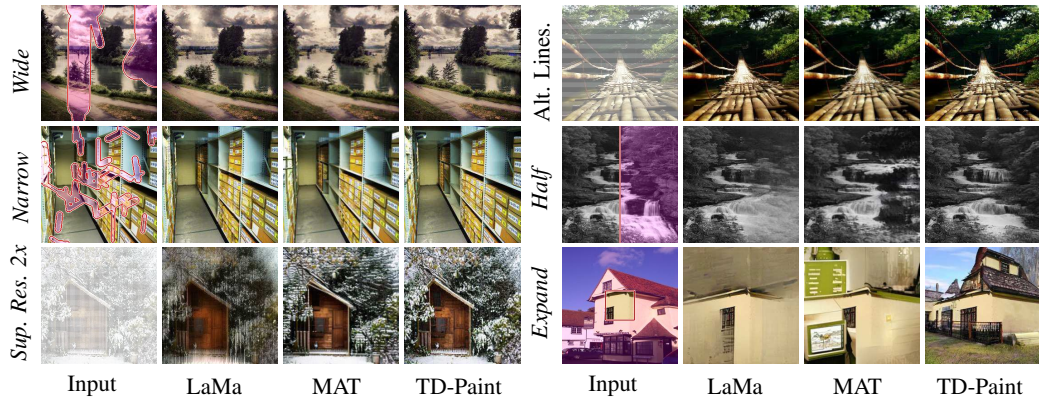 Wide
Narrow
Sup. Res. 2x
Input LaMa MAT TD-Paint
Alt. Lines.
Half
Expand
Input LaMa MAT TD-Paint